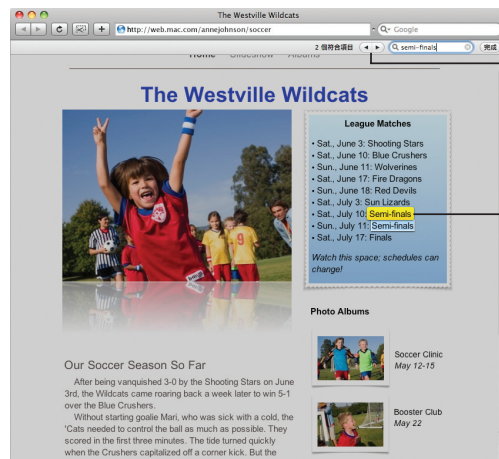 The Westville Wildcats
http://web.mac.com/annejohnson/soccer
Google
2 個符合項目
semi-finals
完成
Home Slideshow Albums
The Westville Wildcats
League Matches
• Sat., June 3: Shooting Stars
• Sat., June 10: Blue Crushers
• Sun., June 11: Wolverines
• Sat., June 17: Fire Dragons
• Sun., June 18: Red Devils
• Sat., July 3: Sun Lizards
• Sat., July 10: Semi-finals
• Sun., July 11: Semi-finals
• Sat., July 17: Finals
Watch this space; schedules can
change!
9
Photo Albums
Soccer Clinic
May 12-15
Booster Club
May 22
Our Soccer Season So Far
After being vanquished 3-0 by the Shooting Stars on June
3rd, the Wildcats came roaring back a week later to win 5-1
over the Blue Crushers.
Without starting goalie Mari, who was sick with a cold, the
'Cats needed to control the ball as much as possible. They
scored in the first three minutes. The tide turned quickly
when the Crushers capitalized off a corner kick. But the